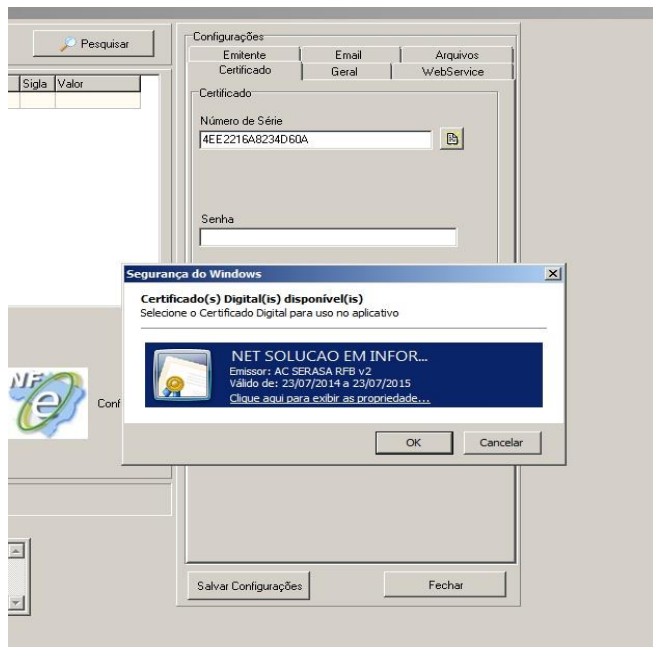 Pesquisar
Sigla Valor
Configurações
Emitente Email Arquivos
Certificado Geral WebService
Certificado
Número de Série
4EE2216A8234D60A
Senha
Segurança do Windows
Certificado(s) Digital(is) disponível(is)
Selecione o Certificado Digital para uso no aplicativo
NET SOLUCAO EM INFOR...
Emissor: AC SERASA RFB v2
Válido de: 23/07/2014 a 23/07/2015
Clique aqui para exibir as propriedade...
NF
e
Conf
OK Cancelar
Salvar Configurações Fechar